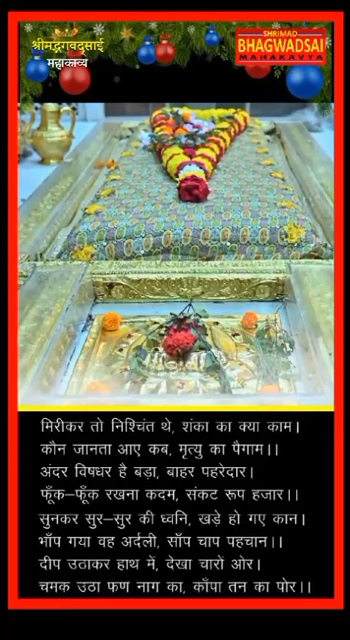 श्रीमद्भगवदसाई
महाकाव्य
SHRIMAD
BHAGWADSAI
MAHAKAVYA
मिरीकर तो निश्चिंत थे, शंका का क्या काम।
कौन जानता आए कब, मृत्यु का पैगाम।।
अंदर विषधर है बड़ा, बाहर पहरेदार।
फूँक–फूँक रखना कदम, संकट रूप हजार।।
सुनकर सुर–सुर की ध्वनि, खड़े हो गए कान।
भाँप गया वह अर्दली, साँप चाप पहचान।।
दीप उठाकर हाथ में, देखा चारों ओर।
चमक उठा फण नाग का, काँपा तन का पोर।।